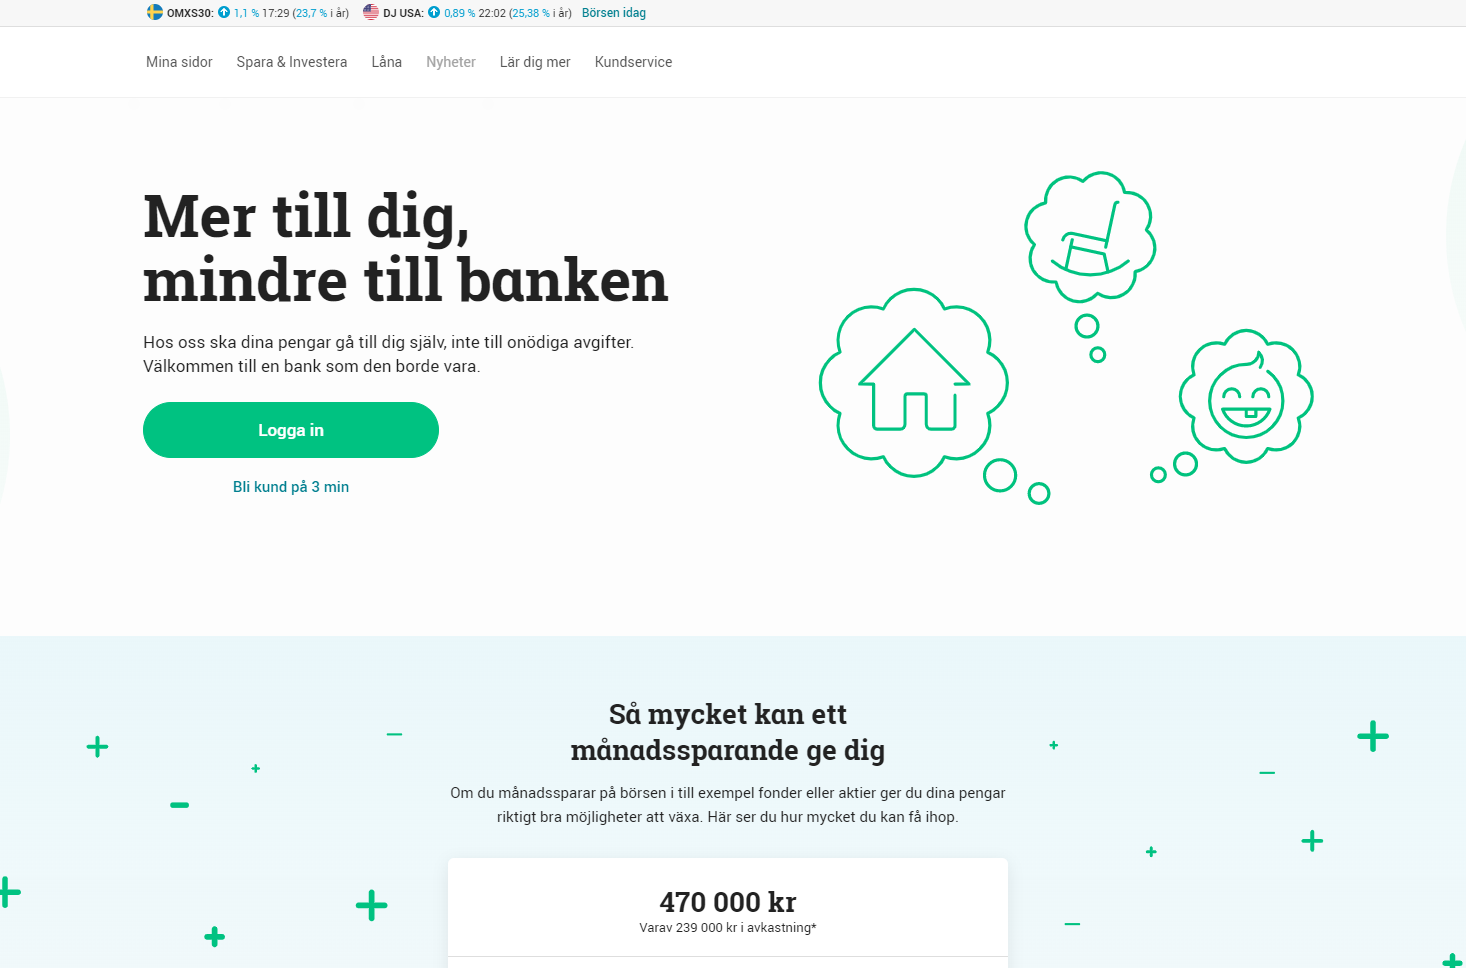 OMXS30: 1,1 % 17:29 (23,7 % i år) DJ USA: 0,89 % 22:02 (25,38 % i år) Börsen idag
Mina sidor Spara & Investera Låna Nyheter Lär dig mer Kundservice
Mer till dig,
mindre till banken
Hos oss ska dina pengar gå till dig själv, inte till onödiga avgifter.
Välkommen till en bank som den borde vara.
Logga in
Bli kund på 3 min
Så mycket kan ett
månadssparande ge dig
Om du månadssparar på börsen i till exempel fonder eller aktier ger du dina pengar
riktigt bra möjligheter att växa. Här ser du hur mycket du kan få ihop.
470 000 kr
Varav 239 000 kr i avkastning*